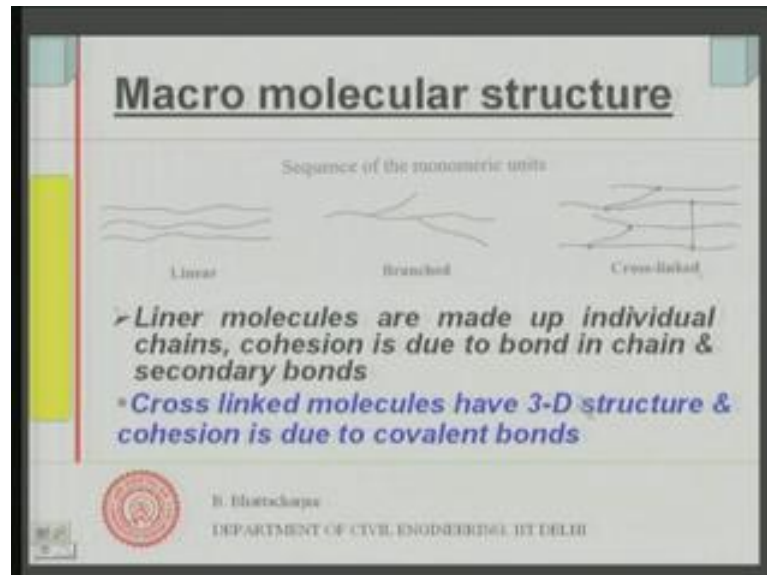 Macro molecular structure
Sequence of the monomeric units
Linear Branched Cross-linked
➢Liner molecules are made up individual
chains, cohesion is due to bond in chain &
secondary bonds
•Cross linked molecules have 3-D structure &
cohesion is due to covalent bonds
B. Bhattacharjee
DEPARTMENT OF CIVIL ENGINEERING, IIT DELHI